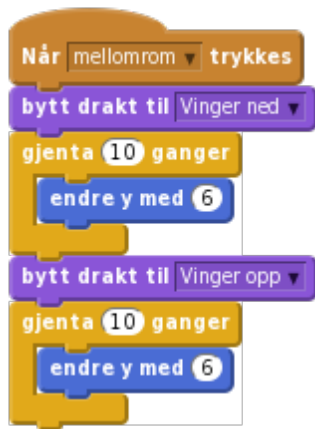 Når mellomrom trykkes
bytt drakt til Vinger ned
gjenta 10 ganger
endre y med 6
bytt drakt til Vinger opp
gjenta 10 ganger
endre y med 6